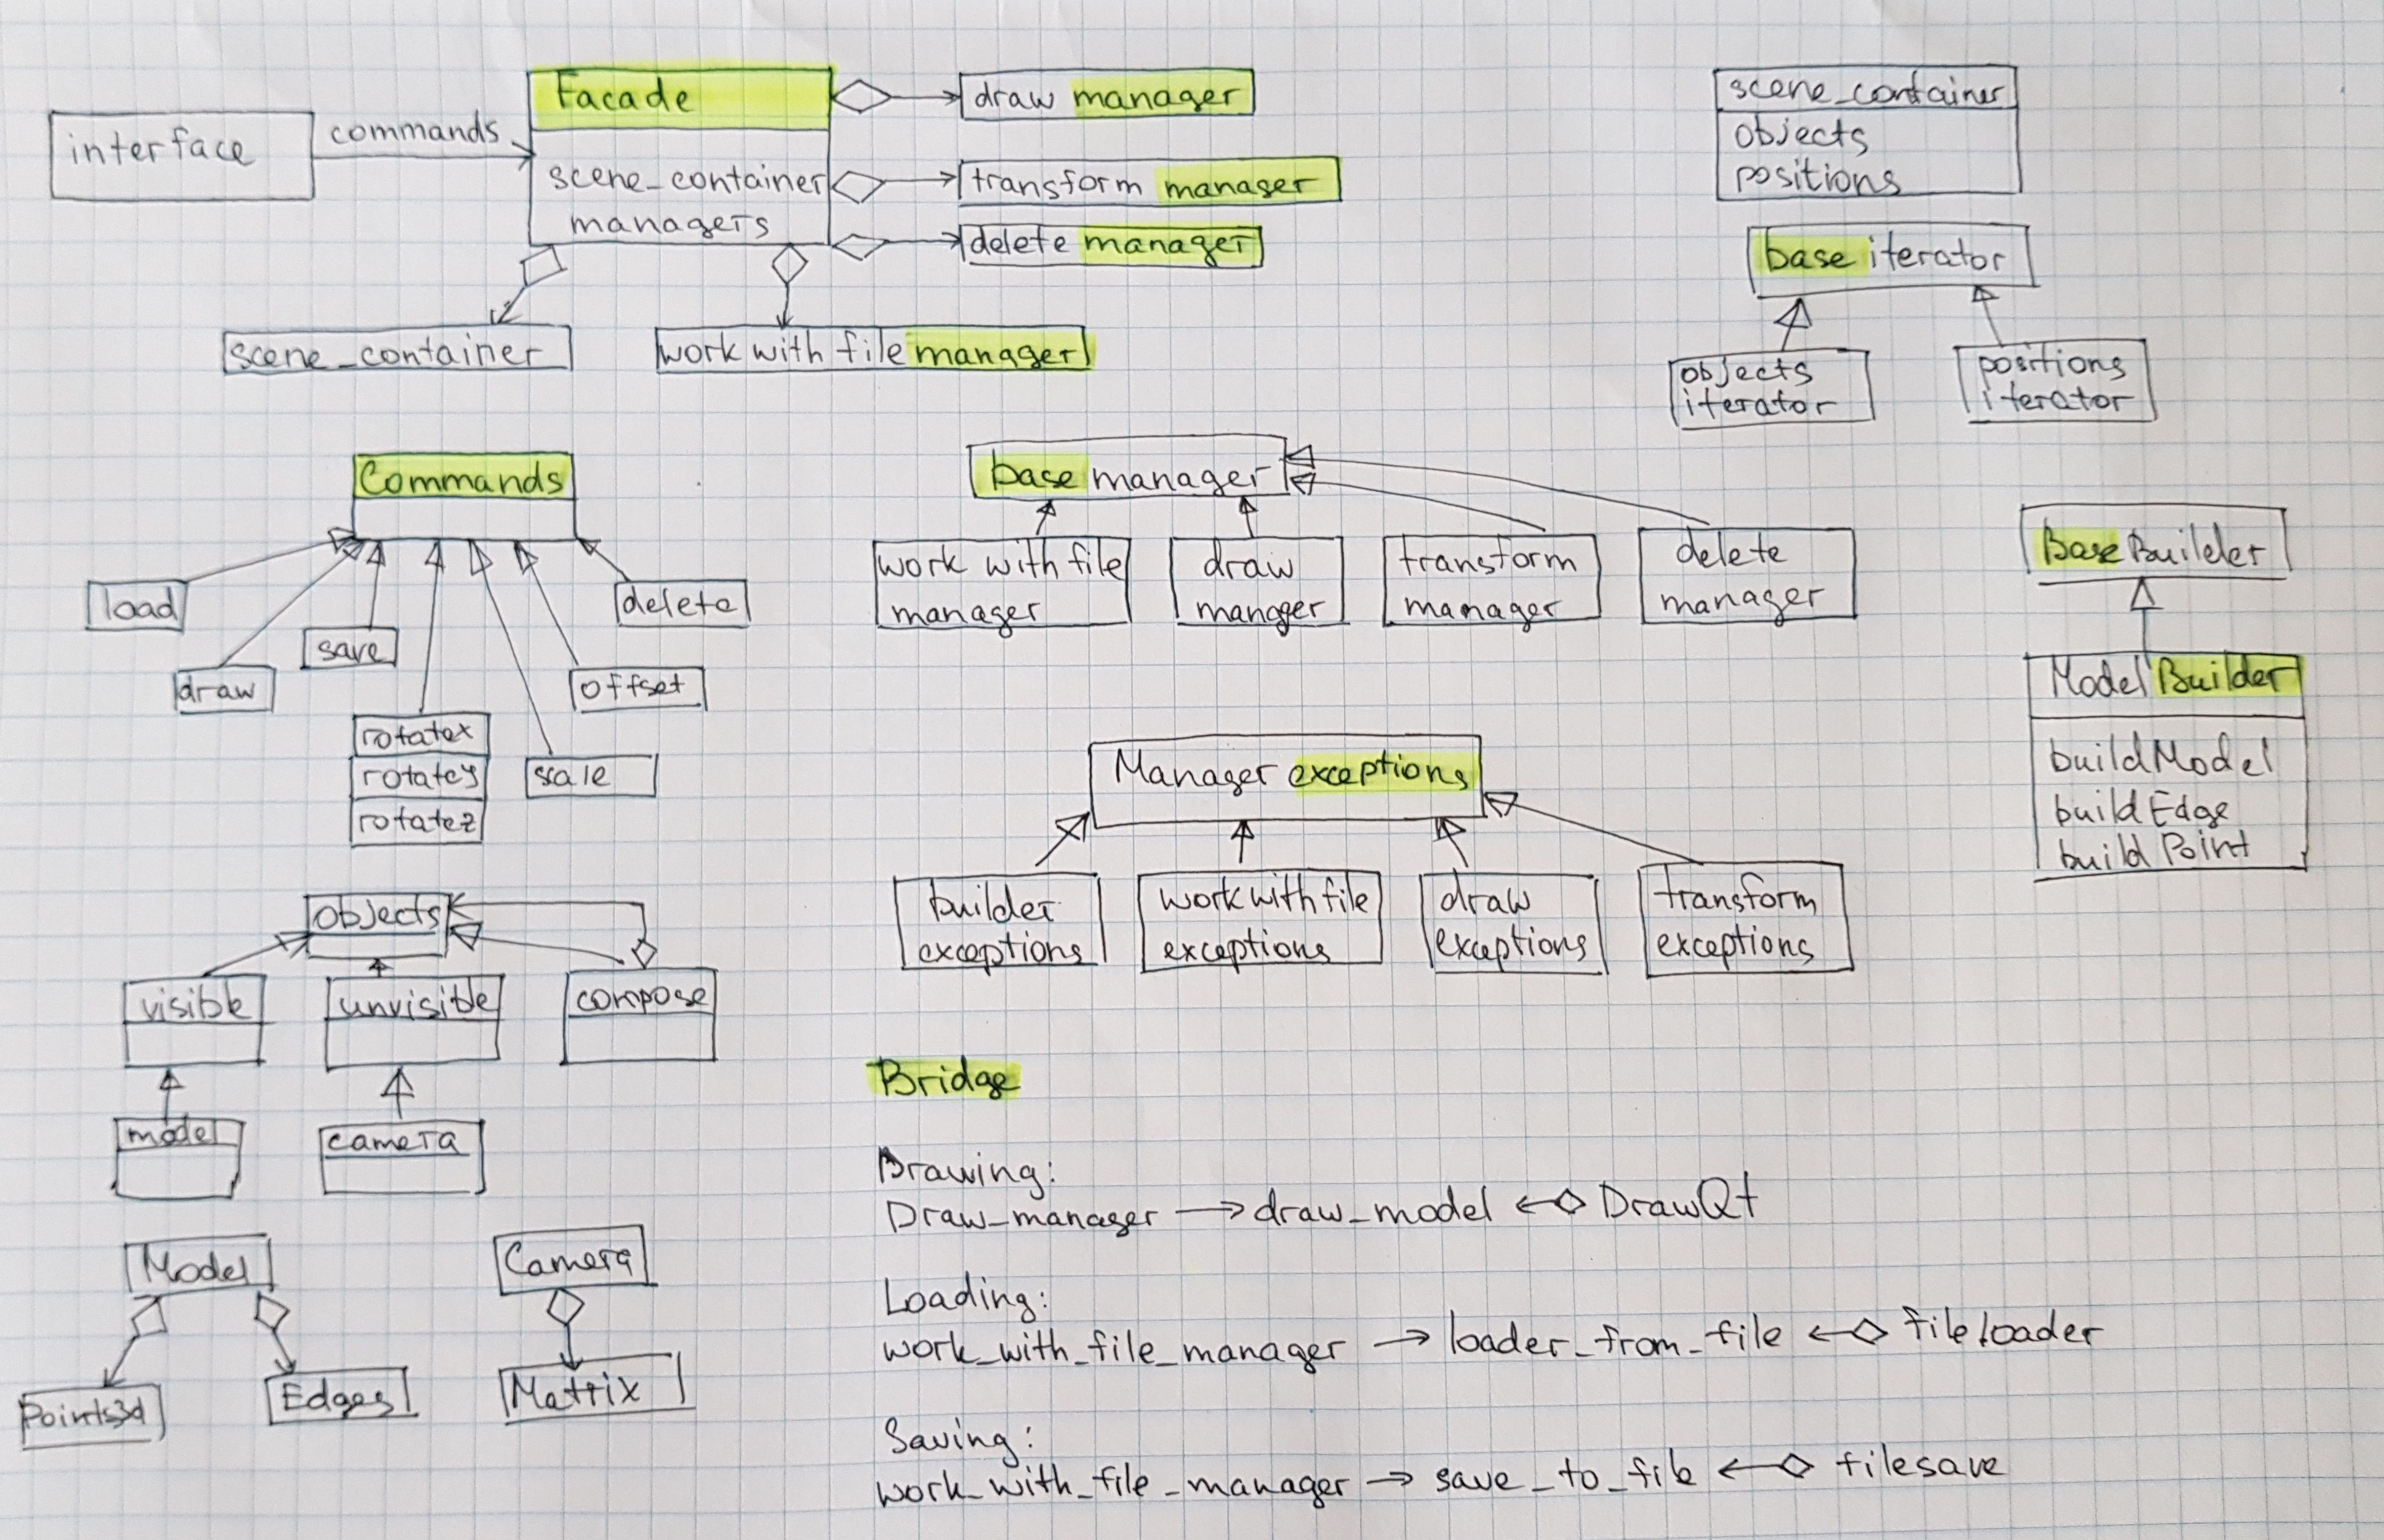 Facade
scene_container
managers
interface
commands
draw manager
transform manager
delete manager
scene_container
work with file manager
scene_container
objects
positions
base iterator
objects
iterator
positions
iterator
Commands
load
draw
save
rotatex
rotatey
rotatez
scale
offset
delete
base manager
work with file
manager
draw
manager
transform
manager
delete
manager
Base Builder
Model Builder
buildModel
buildEdge
build Point
Manager exceptions
builder
exceptions
work with file
exceptions
draw
exceptions
transform
exceptions
objects
visible
unvisible
compose
model
camera
Model
Points3d
Edges
Camera
Matrix
Bridge
Drawing:
Draw_manager → draw_model ←◇ DrawQt
Loading:
work_with_file_manager → loader_from_file ←◇ fileloader
Saving:
work_with_file_manager → save_to_file ←◇ filesave